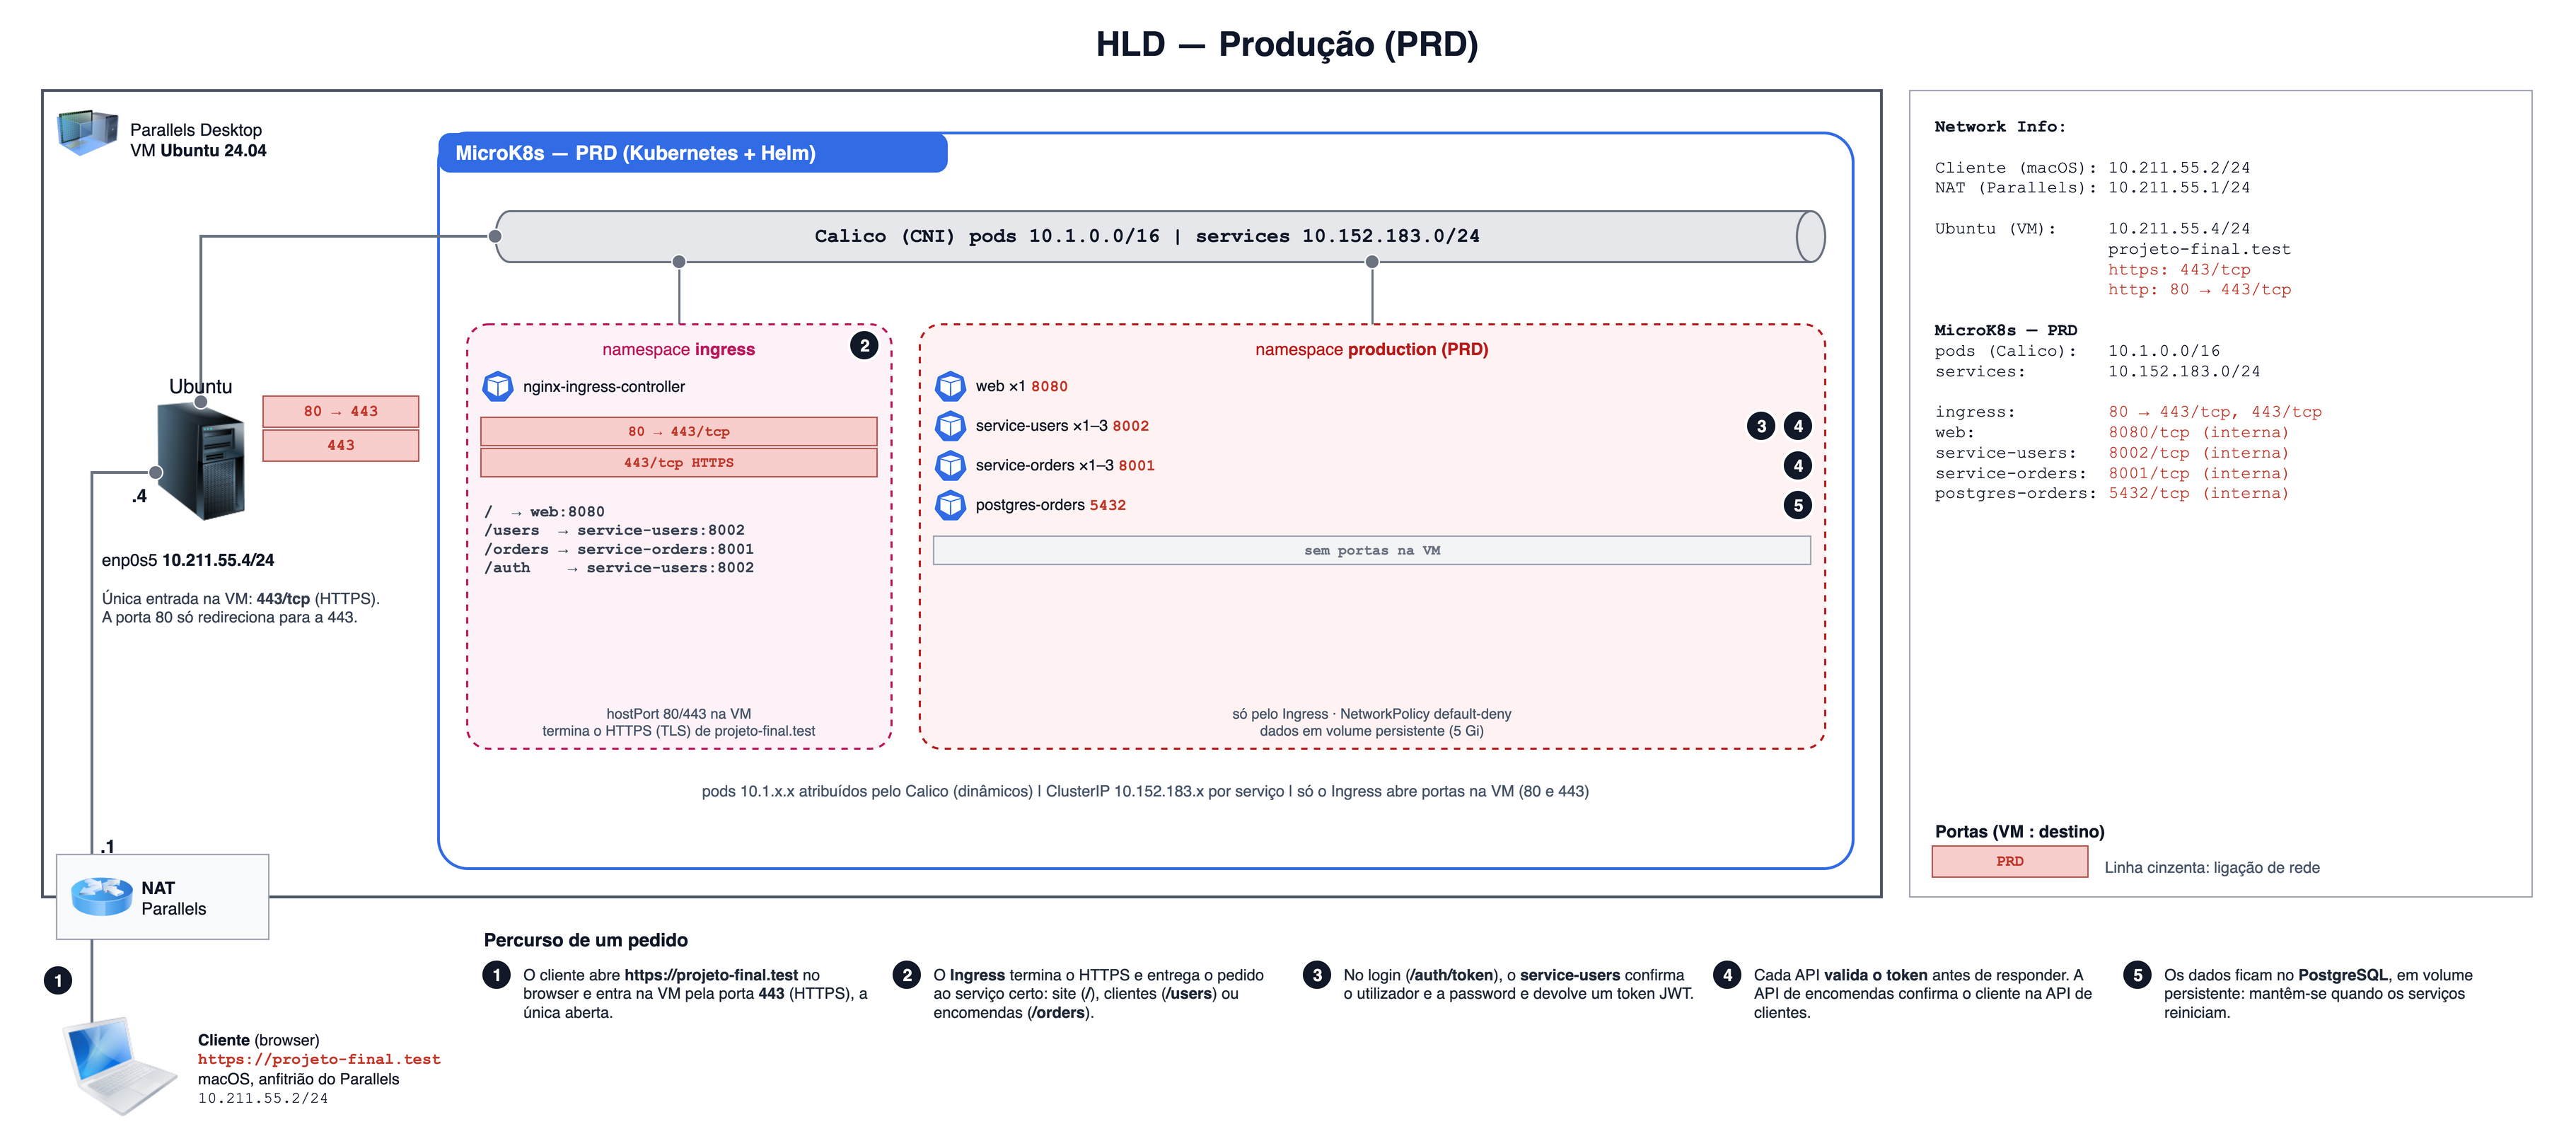 HLD — Produção (PRD)
Parallels Desktop
VM Ubuntu 24.04
MicroK8s — PRD (Kubernetes + Helm)
Calico (CNI) pods 10.1.0.0/16 | services 10.152.183.0/24
Ubuntu
80 → 443
443
.4
enp0s5 10.211.55.4/24
Única entrada na VM: 443/tcp (HTTPS).
A porta 80 só redireciona para a 443.
namespace ingress
2
nginx-ingress-controller
80 → 443/tcp
443/tcp HTTPS
/ → web:8080
/users → service-users:8002
/orders → service-orders:8001
/auth → service-users:8002
hostPort 80/443 na VM
termina o HTTPS (TLS) de projeto-final.test
namespace production (PRD)
web ×1 8080
service-users ×1–3 8002
3 4
service-orders ×1–3 8001
4
postgres-orders 5432
5
sem portas na VM
só pelo Ingress · NetworkPolicy default-deny
dados em volume persistente (5 Gi)
pods 10.1.x.x atribuídos pelo Calico (dinâmicos) | ClusterIP 10.152.183.x por serviço | só o Ingress abre portas na VM (80 e 443)
.1
NAT
Parallels
1
Cliente (browser)
https://projeto-final.test
macOS, anfitrião do Parallels
10.211.55.2/24
Network Info:
Cliente (macOS): 10.211.55.2/24
NAT (Parallels): 10.211.55.1/24
Ubuntu (VM): 10.211.55.4/24
projeto-final.test
https: 443/tcp
http: 80 → 443/tcp
MicroK8s — PRD
pods (Calico): 10.1.0.0/16
services: 10.152.183.0/24
ingress: 80 → 443/tcp, 443/tcp
web: 8080/tcp (interna)
service-users: 8002/tcp (interna)
service-orders: 8001/tcp (interna)
postgres-orders: 5432/tcp (interna)
Portas (VM : destino)
PRD
Linha cinzenta: ligação de rede
Percurso de um pedido
1
O cliente abre https://projeto-final.test no
browser e entra na VM pela porta 443 (HTTPS), a
única aberta.
2
O Ingress termina o HTTPS e entrega o pedido
ao serviço certo: site (/), clientes (/users) ou
encomendas (/orders).
3
No login (/auth/token), o service-users confirma
o utilizador e a password e devolve um token JWT.
4
Cada API valida o token antes de responder. A
API de encomendas confirma o cliente na API de
clientes.
5
Os dados ficam no PostgreSQL, em volume
persistente: mantêm-se quando os serviços
reiniciam.